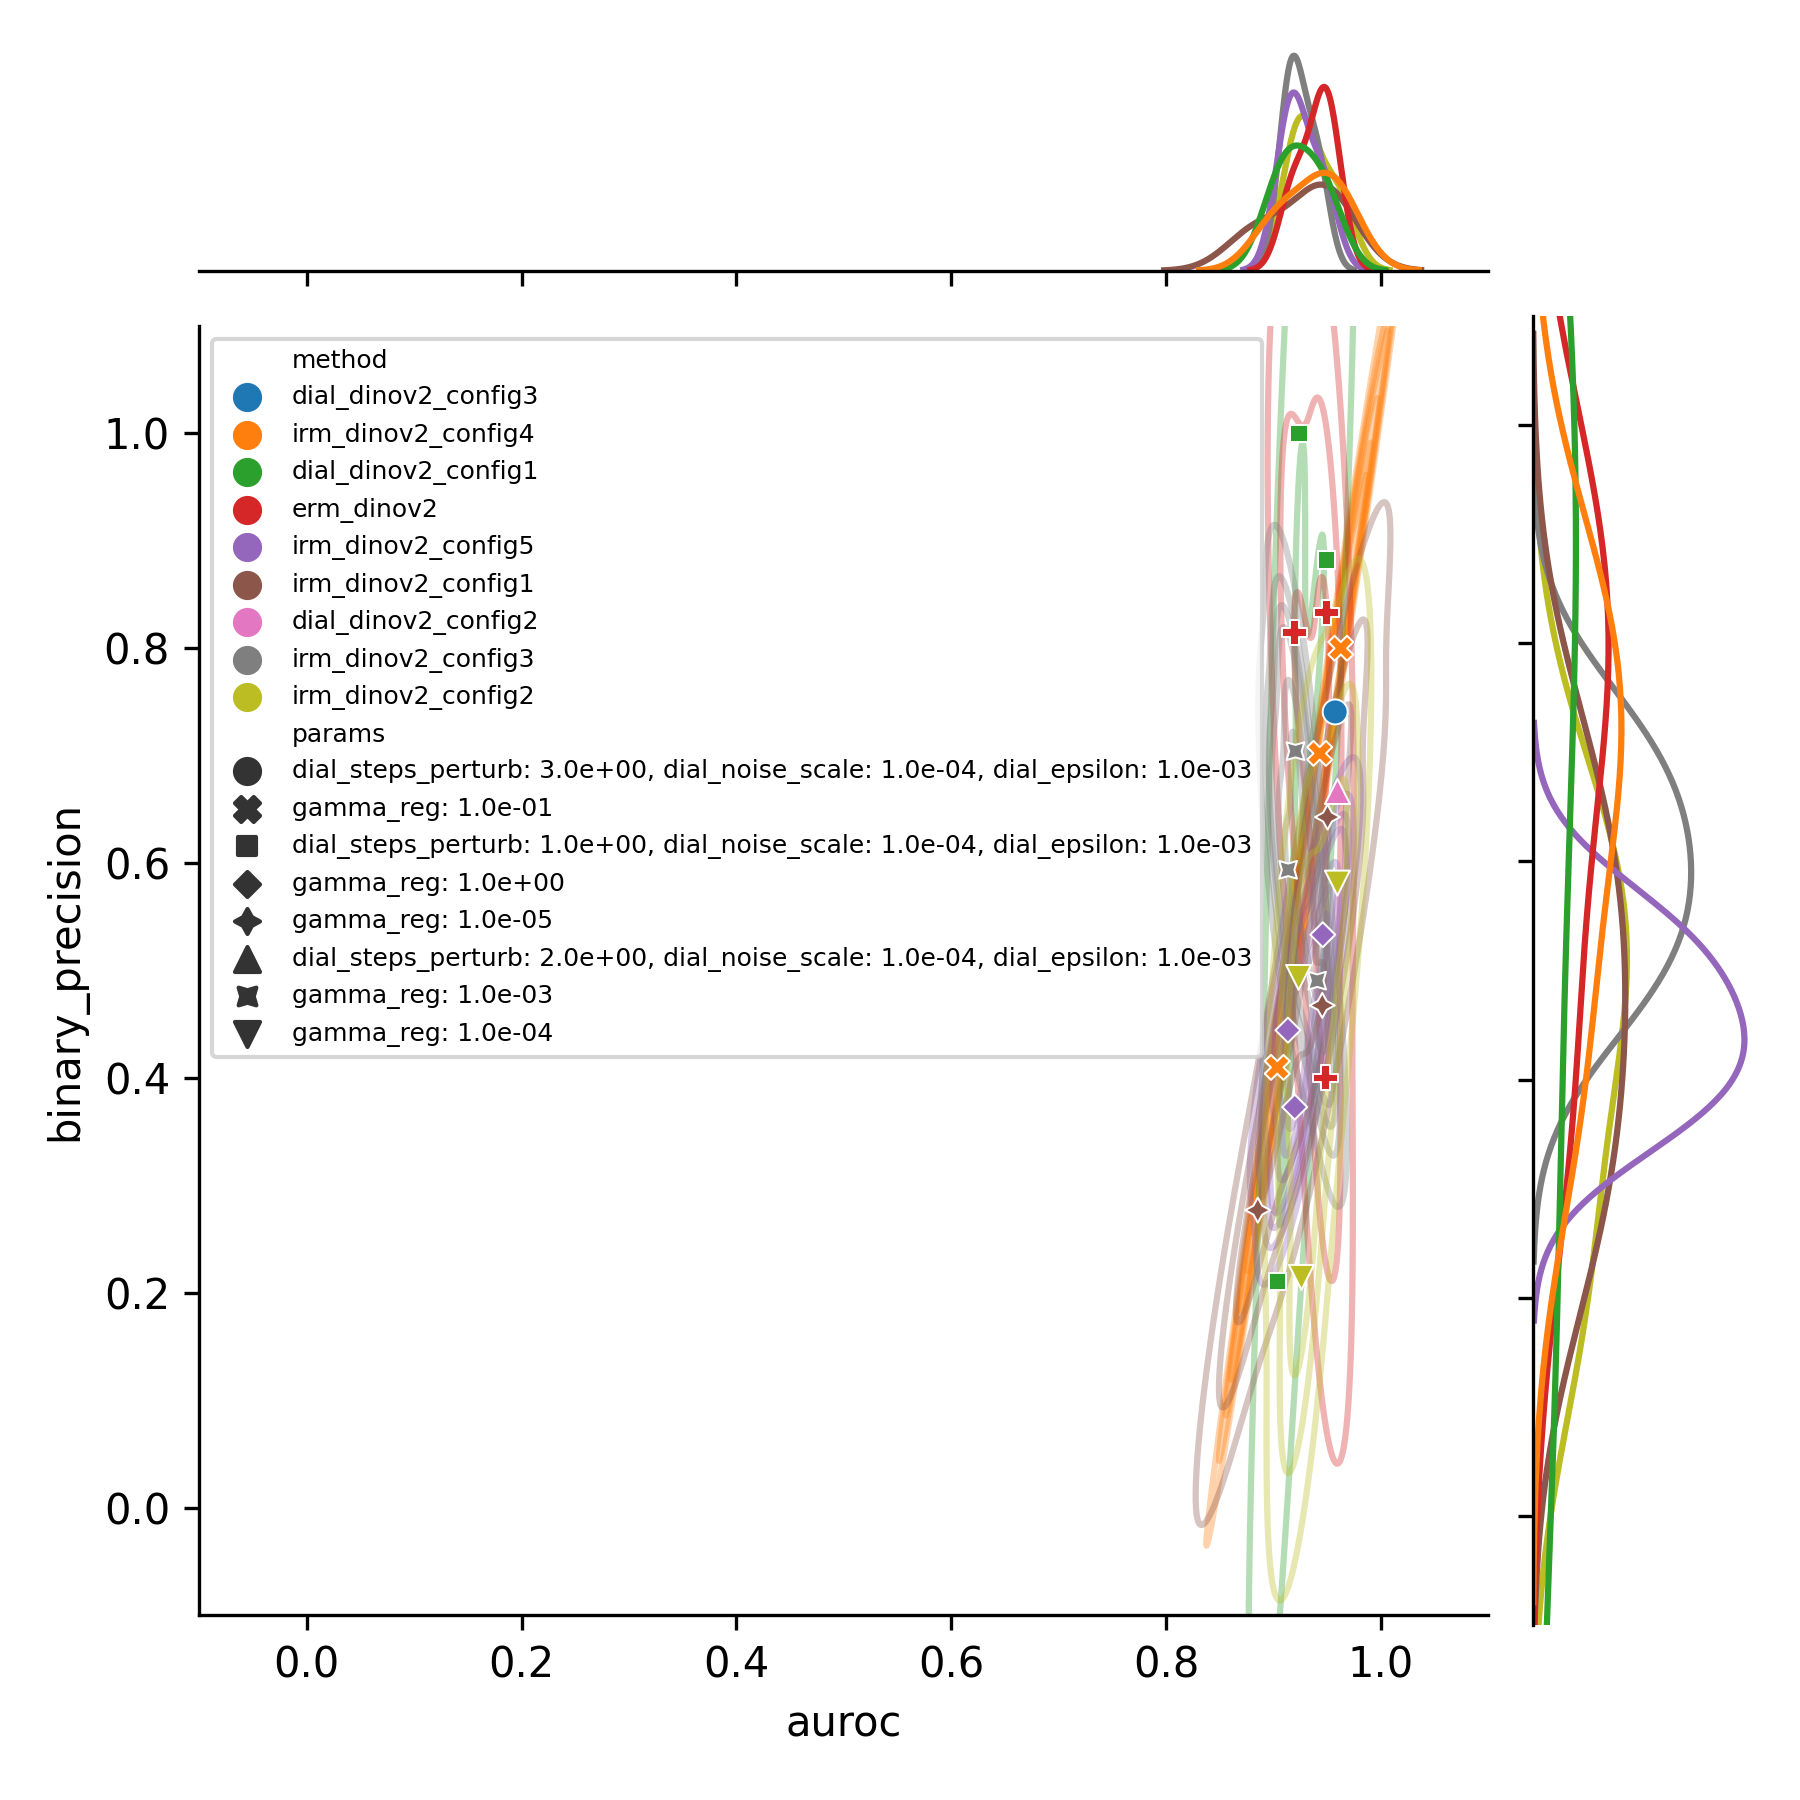 method
dial_dinov2_config3
irm_dinov2_config4
dial_dinov2_config1
erm_dinov2
irm_dinov2_config5
irm_dinov2_config1
dial_dinov2_config2
irm_dinov2_config3
irm_dinov2_config2
params
dial_steps_perturb: 3.0e+00, dial_noise_scale: 1.0e-04, dial_epsilon: 1.0e-03
gamma_reg: 1.0e-01
dial_steps_perturb: 1.0e+00, dial_noise_scale: 1.0e-04, dial_epsilon: 1.0e-03
gamma_reg: 1.0e+00
gamma_reg: 1.0e-05
dial_steps_perturb: 2.0e+00, dial_noise_scale: 1.0e-04, dial_epsilon: 1.0e-03
gamma_reg: 1.0e-03
gamma_reg: 1.0e-04
1.0
0.8
0.6
0.4
0.2
0.0
binary_precision
0.0 0.2 0.4 0.6 0.8 1.0
auroc